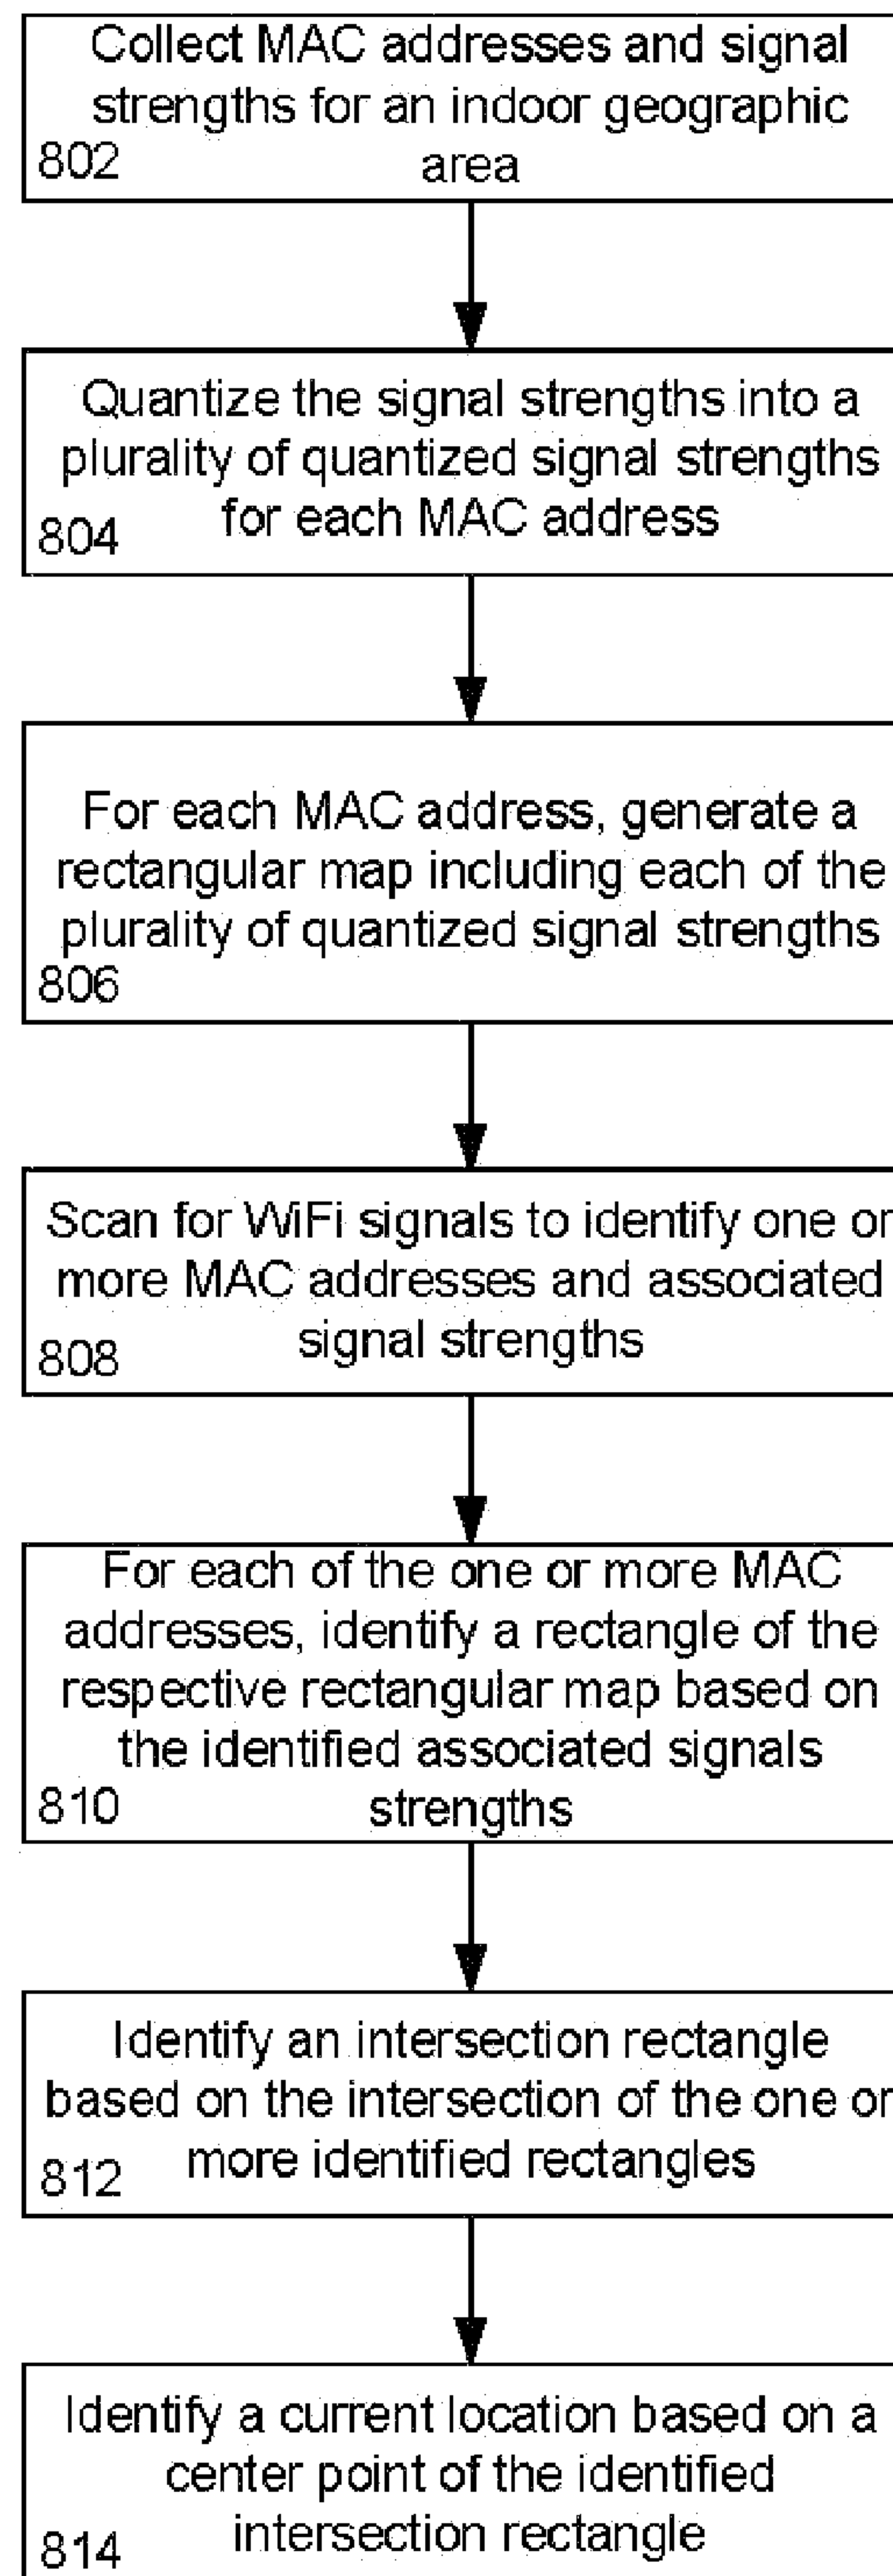 Collect MAC addresses and signal
strengths for an indoor geographic
area
802
Quantize the signal strengths into a
plurality of quantized signal strengths
for each MAC address
804
For each MAC address, generate a
rectangular map including each of the
plurality of quantized signal strengths
806
Scan for WiFi signals to identify one or
more MAC addresses and associated
signal strengths
808
For each of the one or more MAC
addresses, identify a rectangle of the
respective rectangular map based on
the identified associated signals
strengths
810
Identify an intersection rectangle
based on the intersection of the one or
more identified rectangles
812
Identify a current location based on a
center point of the identified
intersection rectangle
814